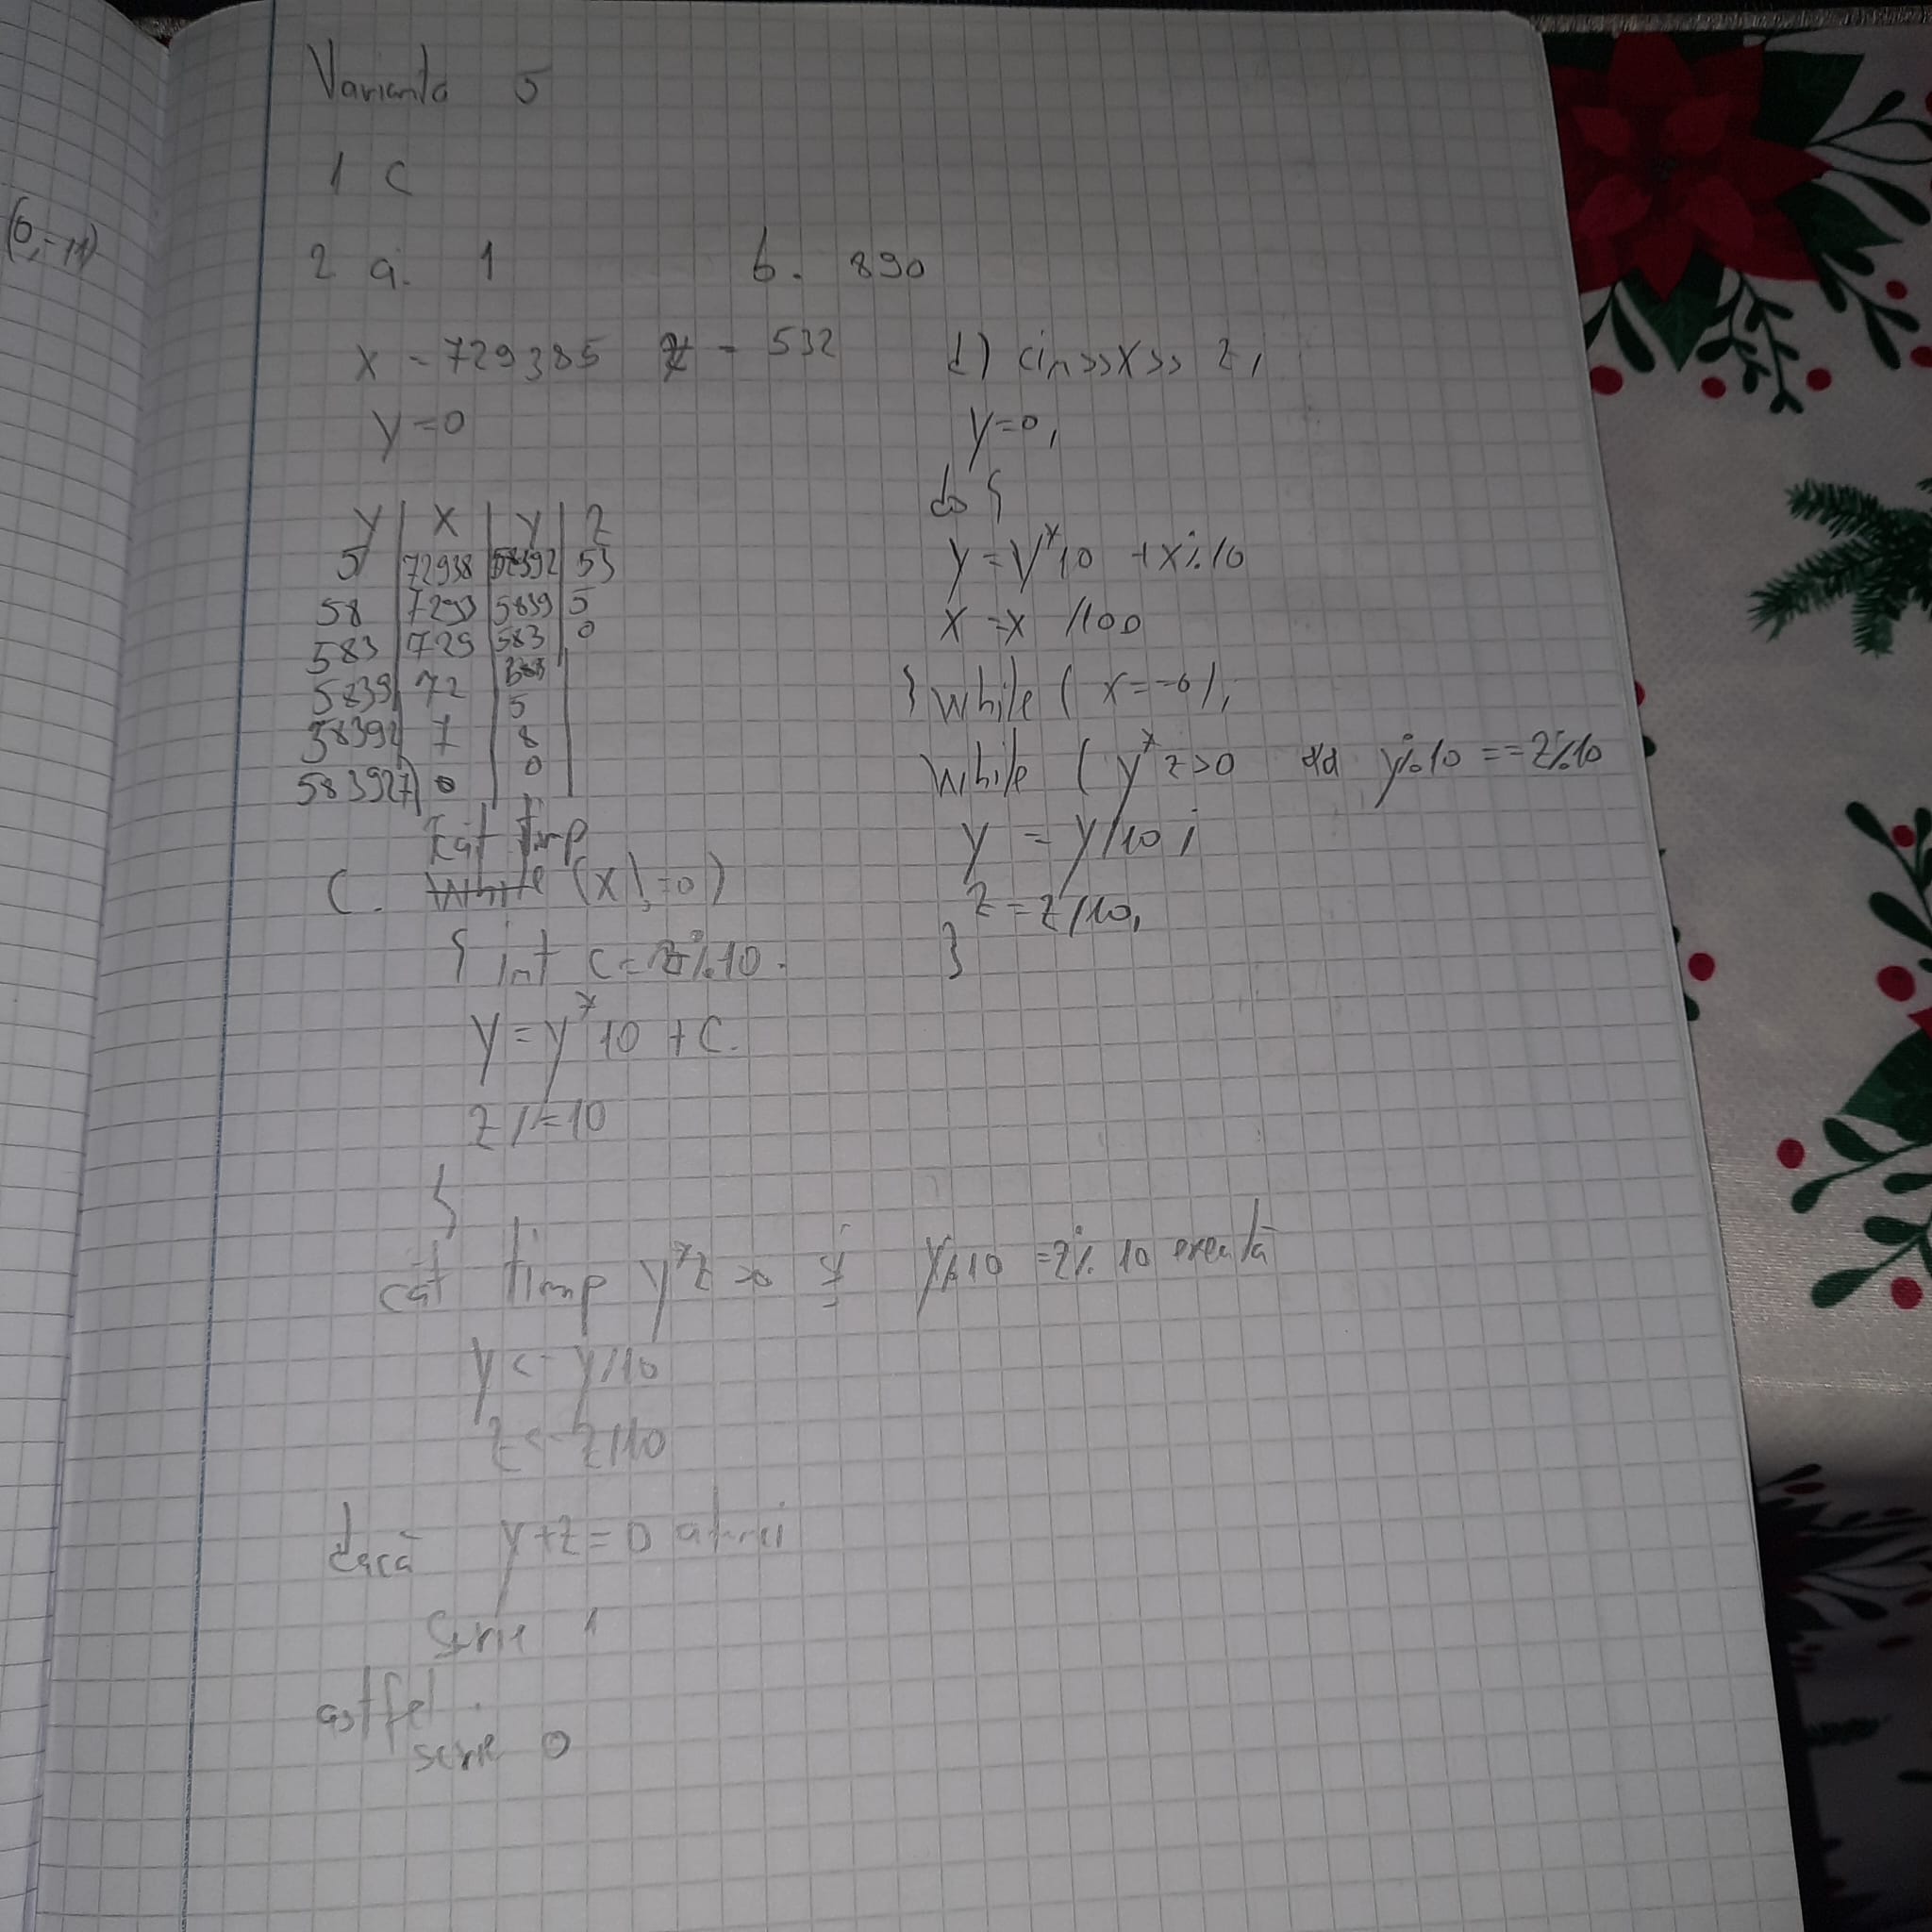 Varianta 5
1 C
(0,-11)
2 a. 1 b. 890
x = 729385 z = 532
y=0
y | x | y | z
5 | 72938 | 58392 | 53
58 | 7293 | 5839 | 5
583 | 729 | 583 | 0
5839 | 72
5
58392 | 7 | 8
583927 | 0 | 0
C. cât timp
(x!=0)
{ int c = z%10.
y=y*10 +C.
z/=10
}
cât timp y*z>0 și y%10 =z%10 execută
y<-y/10
z<-z/10
dacă y+z=0 atunci
scrie 1
astfel
scrie 0
d) cin>>x>> z;
y=0;
do {
y=y*10 +x%10
x=x /100
} while ( x==0);
while (y*z>0 && y%10 ==z%10
y = y/10;
z=z/10;
}